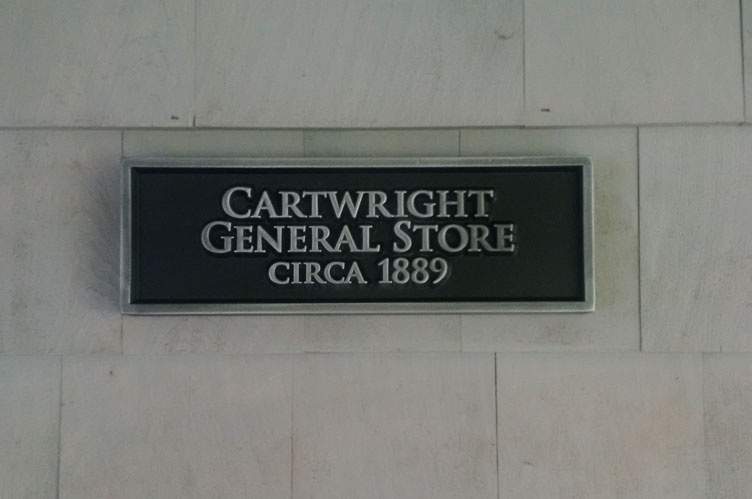 CARTWRIGHT
GENERAL STORE
CIRCA 1889